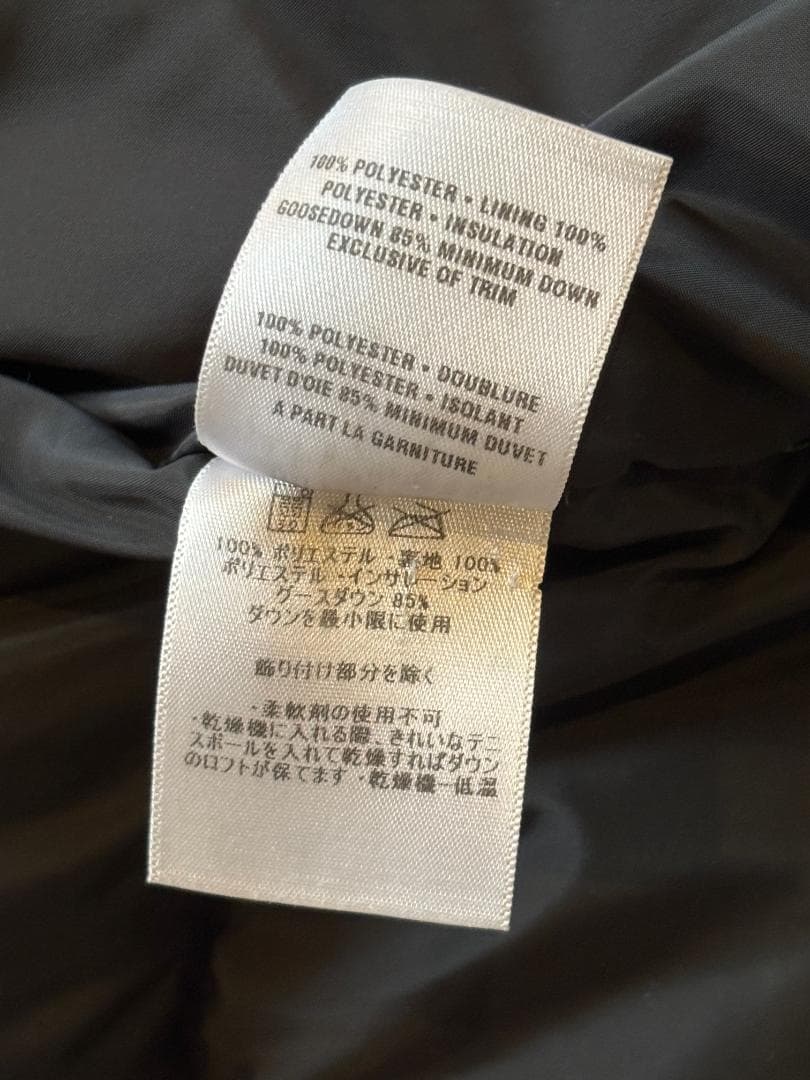 100% POLYESTER • LINING 100%
POLYESTER • INSULATION
GOOSEDOWN 85% MINIMUM DOWN
EXCLUSIVE OF TRIM
100% POLYESTER • DOUBLURE
100% POLYESTER • ISOLANT
DUVET D'OIE 85% MINIMUM DUVET
À PART LA GARNITURE
100% ポリエステル ・裏地 100%
ポリエステル ・インサレーション
グースダウン 85%
ダウンを最小限に使用
飾り付け部分を除く
・柔軟剤の使用不可
・乾燥機に入れる際、きれいなテニ
スボールを入れて乾燥すればダウン
のロフトが保てます ・乾燥機−低温